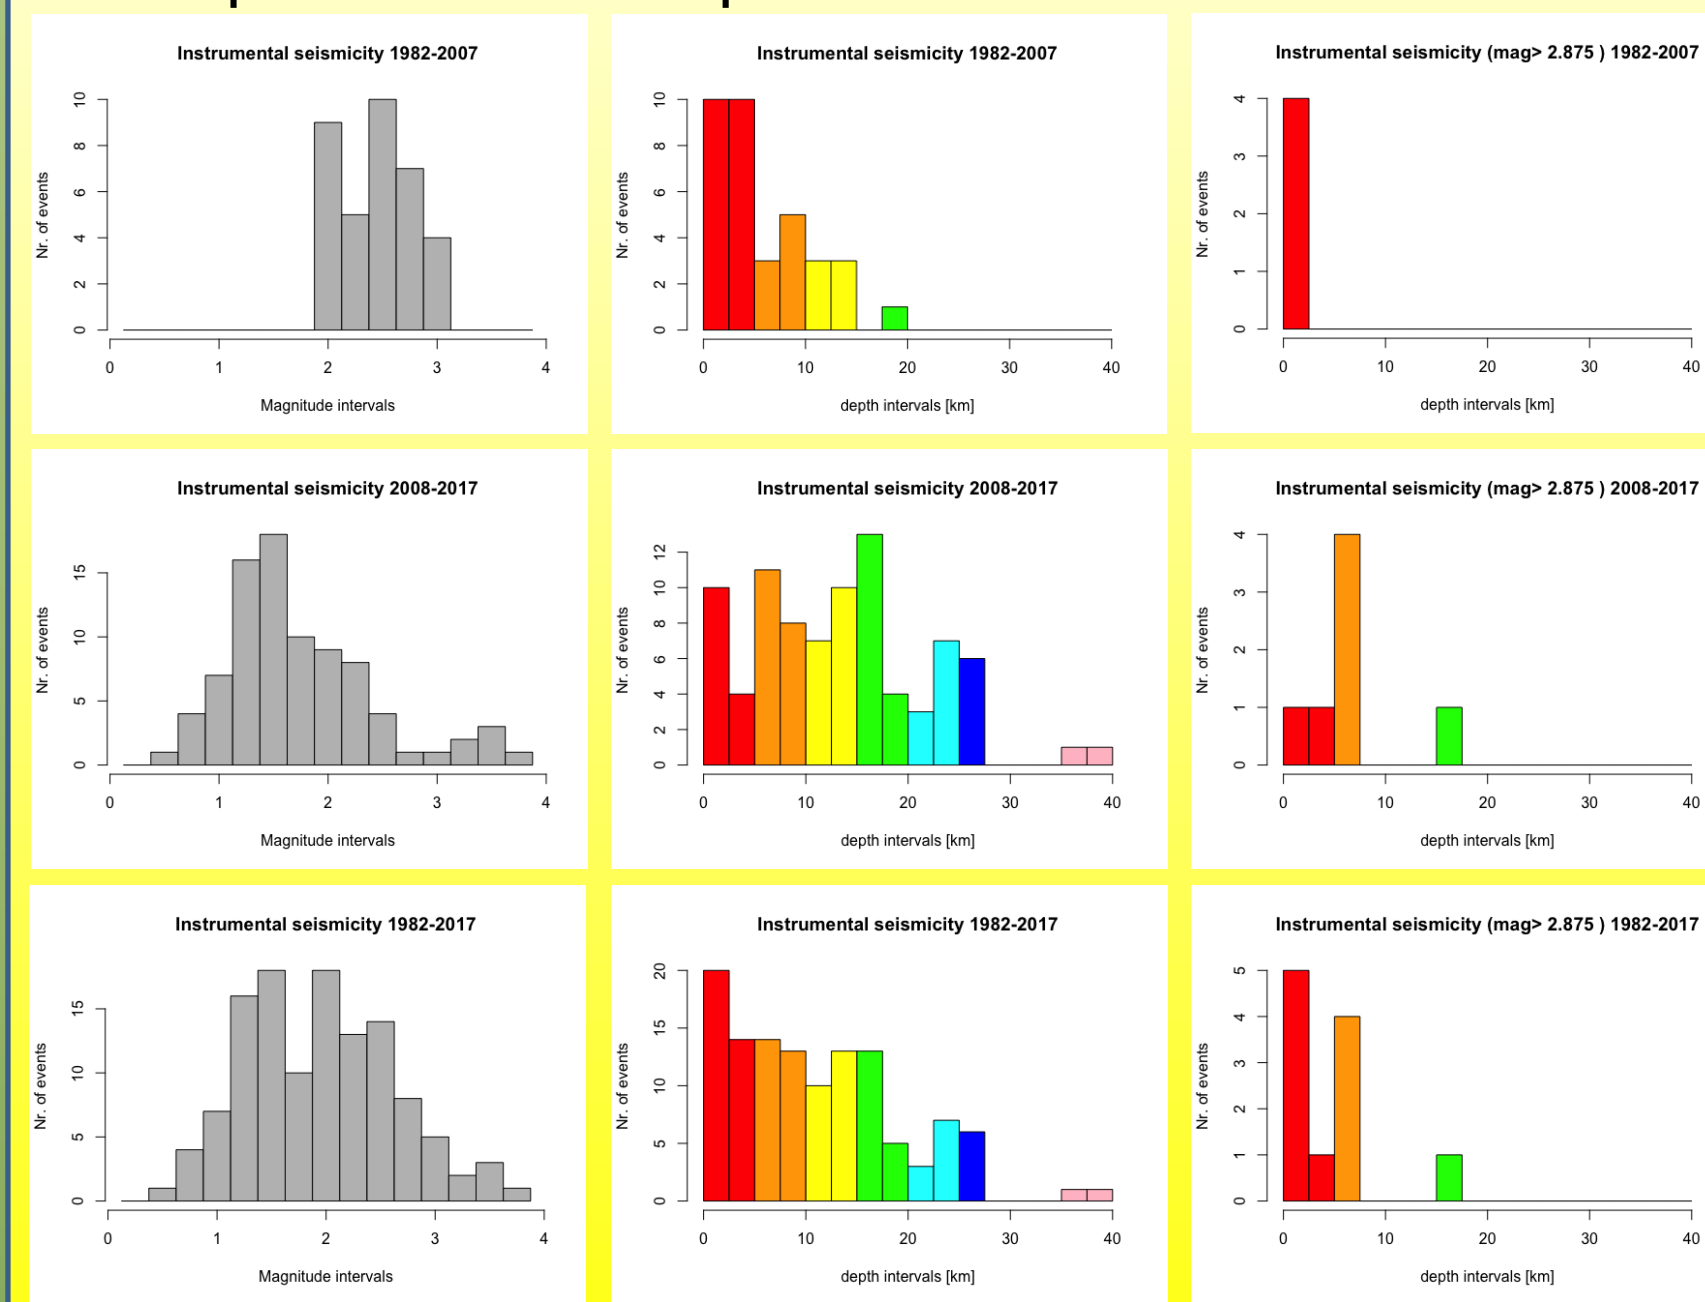 Instrumental seismicity 1982-2007
Nr. of events
0 2 4 6 8 10
0 1 2 3 4
Magnitude intervals
Instrumental seismicity 1982-2007
Nr. of events
0 2 4 6 8 10
0 10 20 30 40
depth intervals [km]
Instrumental seismicity (mag> 2.875 ) 1982-2007
Nr. of events
0 1 2 3 4
0 10 20 30 40
depth intervals [km]
Instrumental seismicity 2008-2017
Nr. of events
0 5 10 15
0 1 2 3 4
Magnitude intervals
Instrumental seismicity 2008-2017
Nr. of events
0 2 4 6 8 10 12
0 10 20 30 40
depth intervals [km]
Instrumental seismicity (mag> 2.875 ) 2008-2017
Nr. of events
0 1 2 3 4
0 10 20 30 40
depth intervals [km]
Instrumental seismicity 1982-2017
Nr. of events
0 5 10 15
0 1 2 3 4
Magnitude intervals
Instrumental seismicity 1982-2017
Nr. of events
0 5 10 15 20
0 10 20 30 40
depth intervals [km]
Instrumental seismicity (mag> 2.875 ) 1982-2017
Nr. of events
0 1 2 3 4 5
0 10 20 30 40
depth intervals [km]